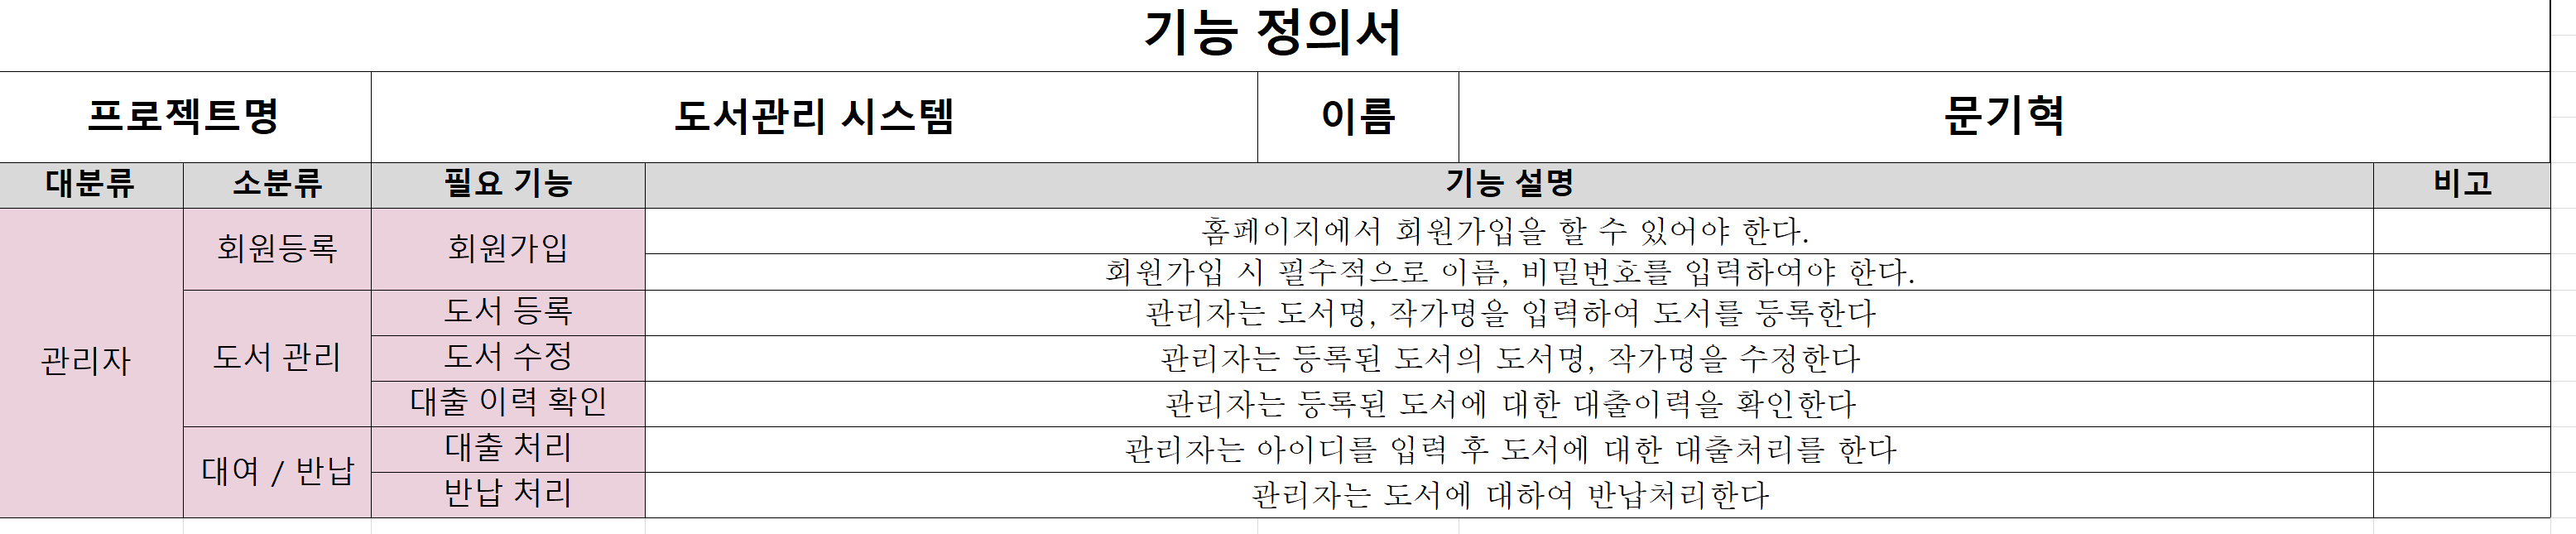 기능 정의서
프로젝트명 도서관리 시스템 이름 문기혁
대분류 소분류 필요 기능 기능 설명 비고
관리자
회원등록
회원가입
홈페이지에서 회원가입을 할 수 있어야 한다.
회원가입 시 필수적으로 이름, 비밀번호를 입력하여야 한다.
도서 관리
도서 등록 관리자는 도서명, 작가명을 입력하여 도서를 등록한다
도서 수정 관리자는 등록된 도서의 도서명, 작가명을 수정한다
대출 이력 확인 관리자는 등록된 도서에 대한 대출이력을 확인한다
대여 / 반납
대출 처리 관리자는 아이디를 입력 후 도서에 대한 대출처리를 한다
반납 처리 관리자는 도서에 대하여 반납처리한다